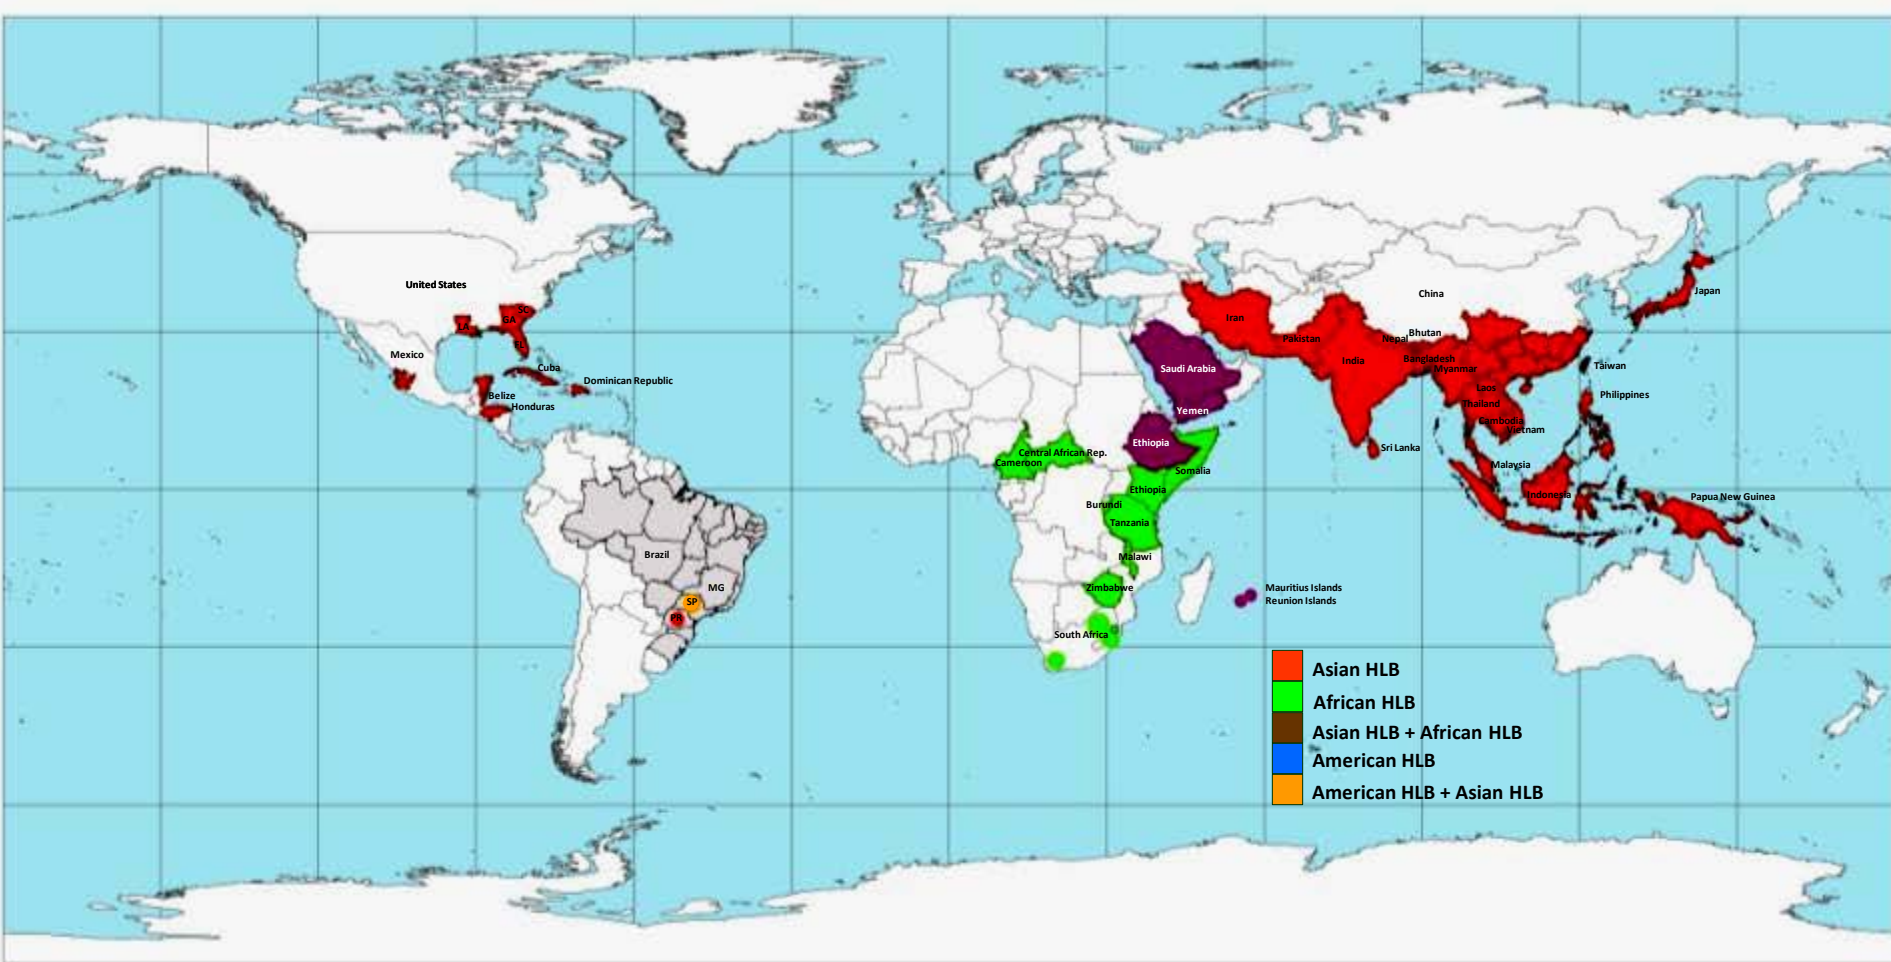 United States
SC
GA
LA
Fl
Mexico
Cuba
Dominican Republic
Belize
Honduras
Brazil
MG
SP
PR
China
Japan
Iran
Bhutan
Nepal
Pakistan
India
Bangladesh
Myanmar
Taiwan
Saudi Arabia
Laos
Philippines
Thailand
Yemen
Cambodia
Vietnam
Ethiopia
Sri Lanka
Central African Rep.
Cameroon
Somalia
Malaysia
Ethiopia
Indonesia
Papua New Guinea
Burundi
Tanzania
Malawi
Zimbabwe
Mauritius Islands
Reunion Islands
South Africa
Asian HLB
African HLB
Asian HLB + African HLB
American HLB
American HLB + Asian HLB